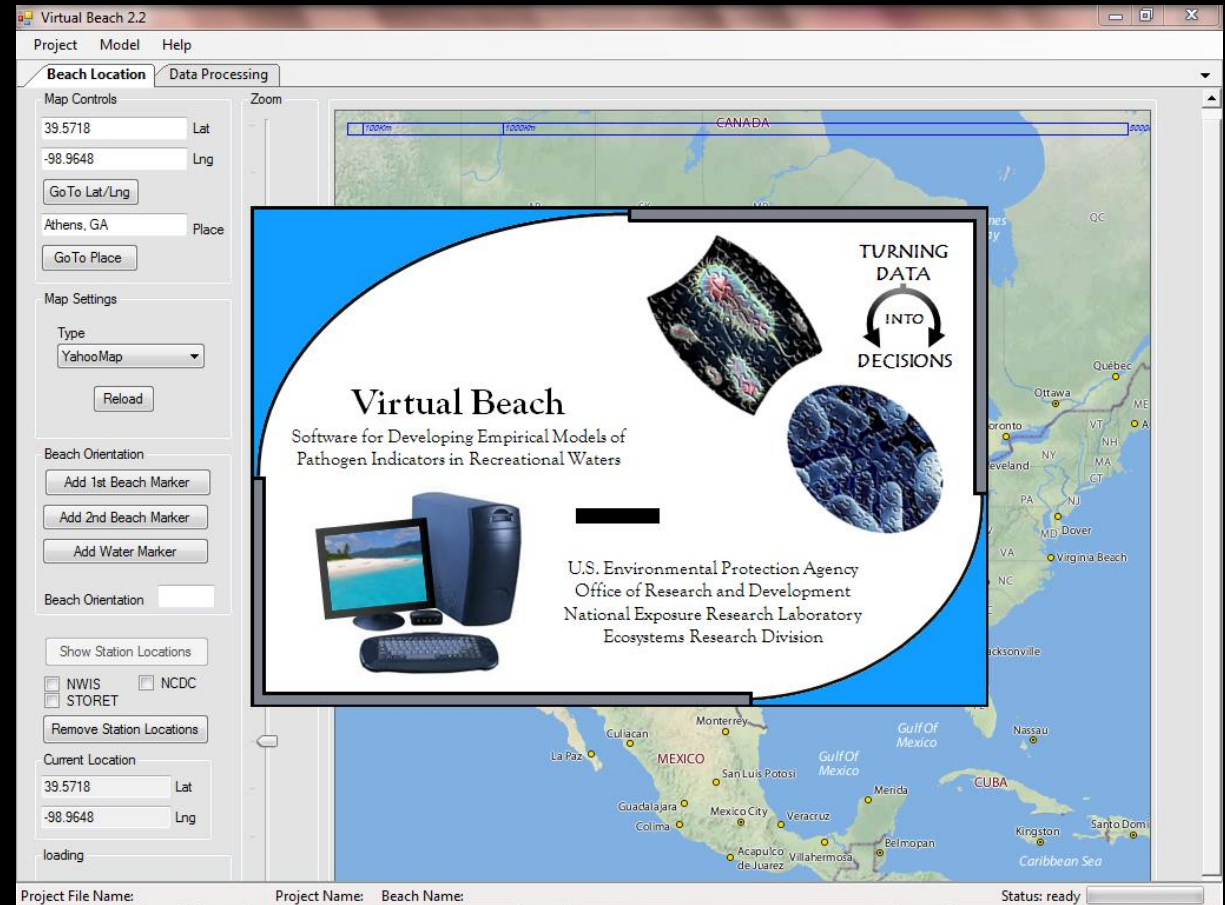 Virtual Beach 2.2
Project Model Help
Beach Location Data Processing
Map Controls
39.5718 Lat
-98.9648 Lng
GoTo Lat/Lng
Athens, GA Place
GoTo Place
Map Settings
Type
YahooMap
Reload
Beach Orientation
Add 1st Beach Marker
Add 2nd Beach Marker
Add Water Marker
Beach Orientation
Show Station Locations
NWIS NCDC
STORET
Remove Station Locations
Current Location
39.5718 Lat
-98.9648 Lng
loading
Zoom
100Km 1000Km 5000
CANADA
QC
TURNING
DATA
INTO
DECISIONS
Virtual Beach
Software for Developing Empirical Models of
Pathogen Indicators in Recreational Waters
U.S. Environmental Protection Agency
Office of Research and Development
National Exposure Research Laboratory
Ecosystems Research Division
Québec
Ottawa
ME
oronto
VT
A
NH
NY
MA
eveland
CT
PA
NJ
MD Dover
VA
Virginia Beach
NC
acksonville
Monterrey
Culiacan
La Paz
MEXICO
Gulf Of
Mexico
Nassau
Gulf Of
Mexico
San Luis Potosi
CUBA
Merida
Guadalajara
Mexico City
Veracruz
Colima
Kingston
Santo Domi
Belmopan
Acapulco
de Juarez
Villahermosa
Caribbean Sea
Project File Name: Project Name: Beach Name: Status: ready